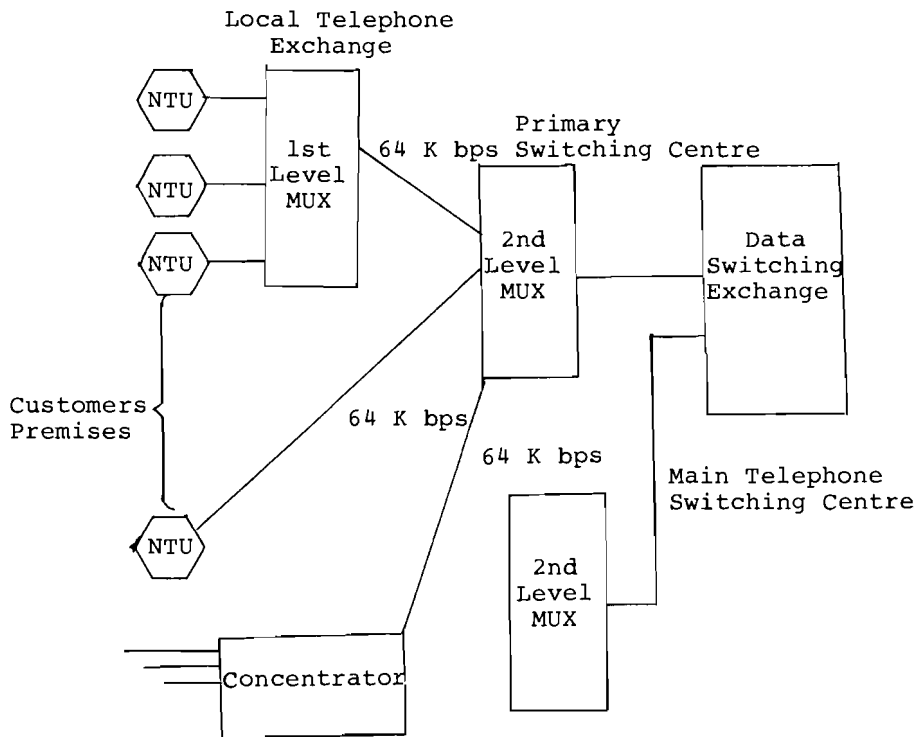 Local Telephone
Exchange
NTU
1st
Level
MUX
NTU
NTU
Primary
64 K bps Switching Centre
2nd
Level
MUX
Data
Switching
Exchange
Customers
Premises
64 K bps
64 K bps
Main Telephone
Switching Centre
NTU
2nd
Level
MUX
Concentrator